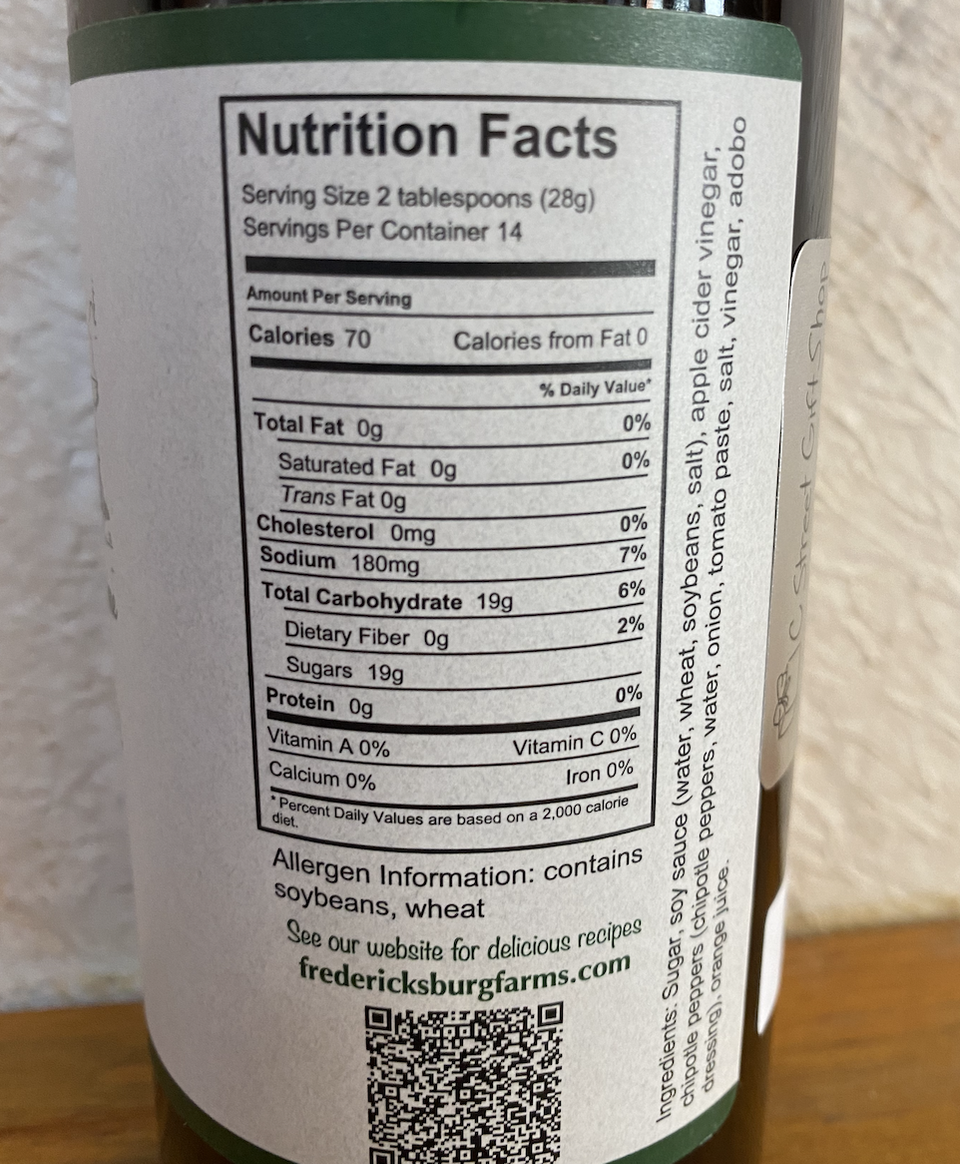 Nutrition Facts
Serving Size 2 tablespoons (28g)
Servings Per Container 14
Amount Per Serving
Calories 70 Calories from Fat 0
% Daily Value*
Total Fat 0g 0%
Saturated Fat 0g 0%
Trans Fat 0g
Cholesterol 0mg 0%
Sodium 180mg 7%
Total Carbohydrate 19g 6%
Dietary Fiber 0g 2%
Sugars 19g
Protein 0g 0%
Vitamin A 0% Vitamin C 0%
Calcium 0% Iron 0%
*Percent Daily Values are based on a 2,000 calorie
diet.
Allergen Information: contains
soybeans, wheat
See our website for delicious recipes
fredericksburgfarms.com
Ingredients: Sugar, soy sauce (water, wheat, soybeans, salt), apple cider vinegar,
chipotle peppers (chipotle peppers, water, onion, tomato paste, salt, vinegar, adobo
dressing), orange juice.
C Street Gift Shop